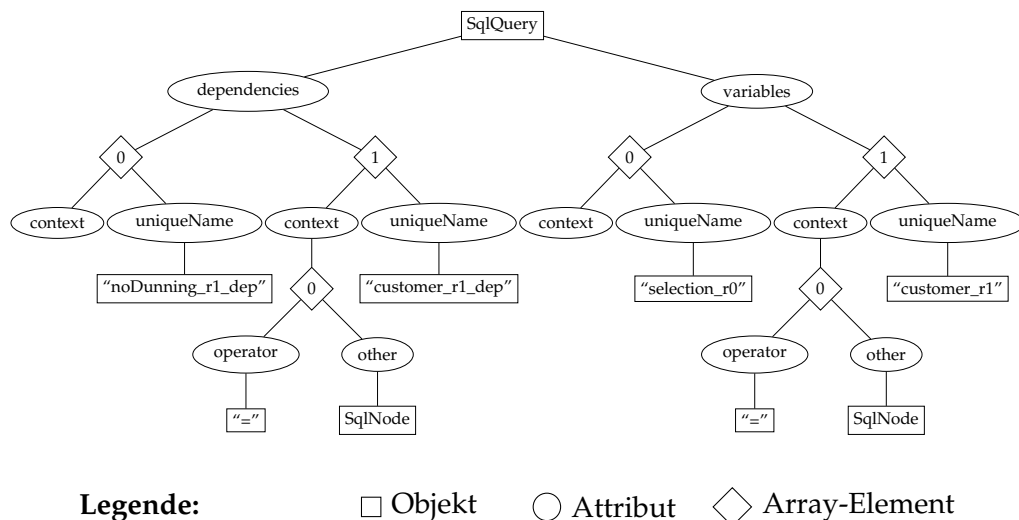 SqlQuery
dependencies variables
0 1 0 1
context uniqueName context uniqueName context uniqueName context uniqueName
“noDunning_r1_dep” 0 “customer_r1_dep” “selection_r0” 0 “customer_r1”
operator other operator other
“=” SqlNode “=” SqlNode
Legende: Objekt Attribut Array-Element